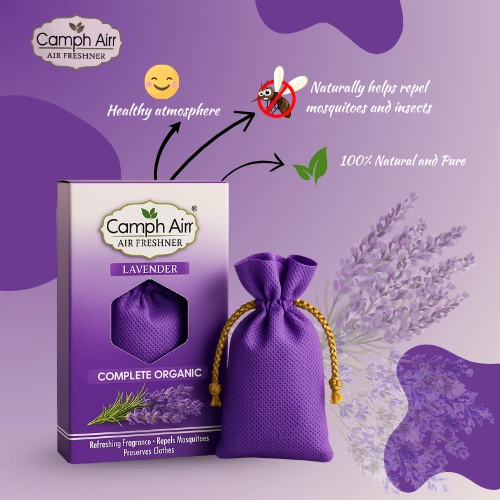 Camph Airr
AIR FRESHNER
Healthy atmosphere
Naturally helps repel
mosquitoes and insects
100% Natural and Pure
Camph Airr®
AIR FRESHNER
LAVENDER
COMPLETE ORGANIC
Refreshing Fragrance • Repels Mosquitoes
Preserves Clothes